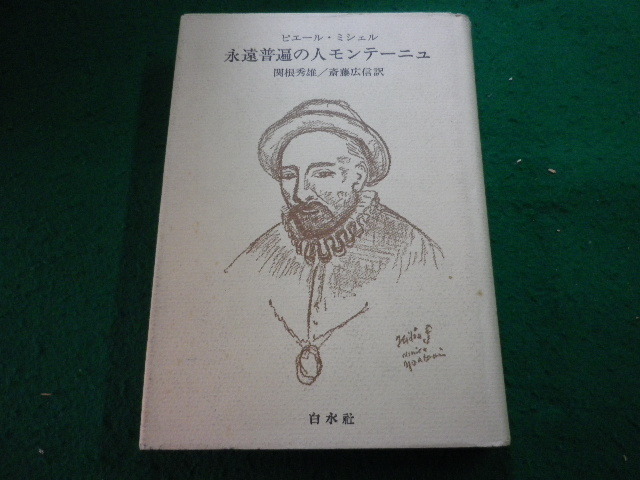 ピエール・ミシェル
永遠普遍の人モンテーニュ
関根秀雄／斎藤広信訳
白水社